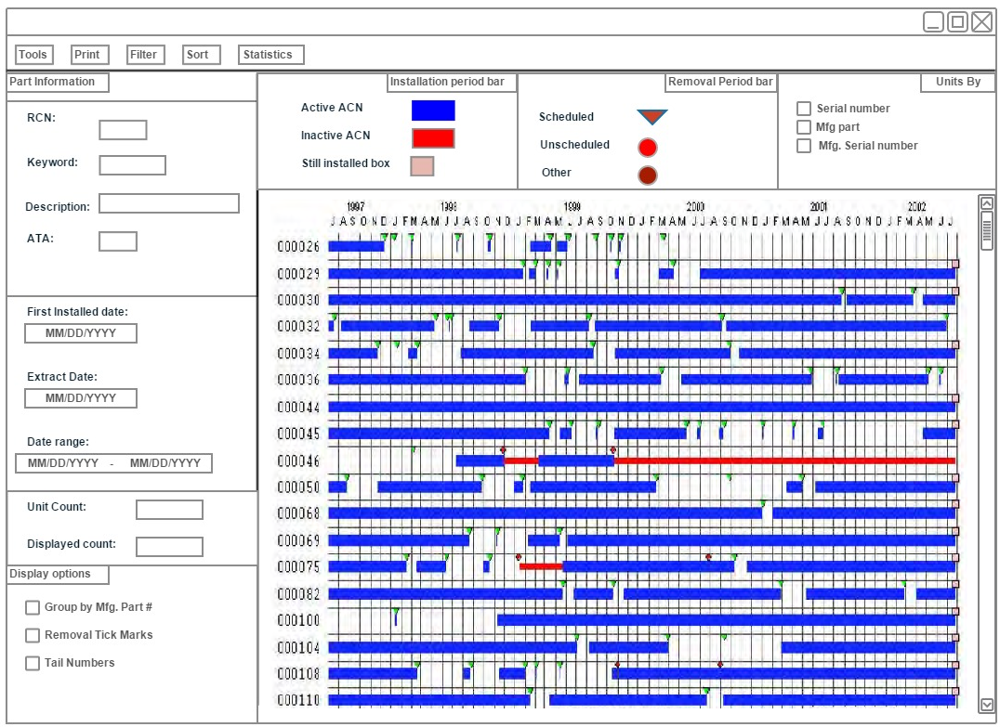 Tools Print Filter Sort Statistics
Part Information
RCN:
Keyword:
Description:
ATA:
First Installed date:
MM/DD/YYYY
Extract Date:
MM/DD/YYYY
Date range:
MM/DD/YYYY - MM/DD/YYYY
Unit Count:
Displayed count:
Display options
Group by Mfg. Part #
Removal Tick Marks
Tail Numbers
Installation period bar
Active ACN
Inactive ACN
Still installed box
Removal Period bar
Scheduled
Unscheduled
Other
Units By
Serial number
Mfg part
Mfg. Serial number
1997 1998 1999 2000 2001 2002
000026
000029
000030
000032
000034
000036
000044
000045
000046
000050
000068
000069
000075
000082
000100
000104
000108
000110